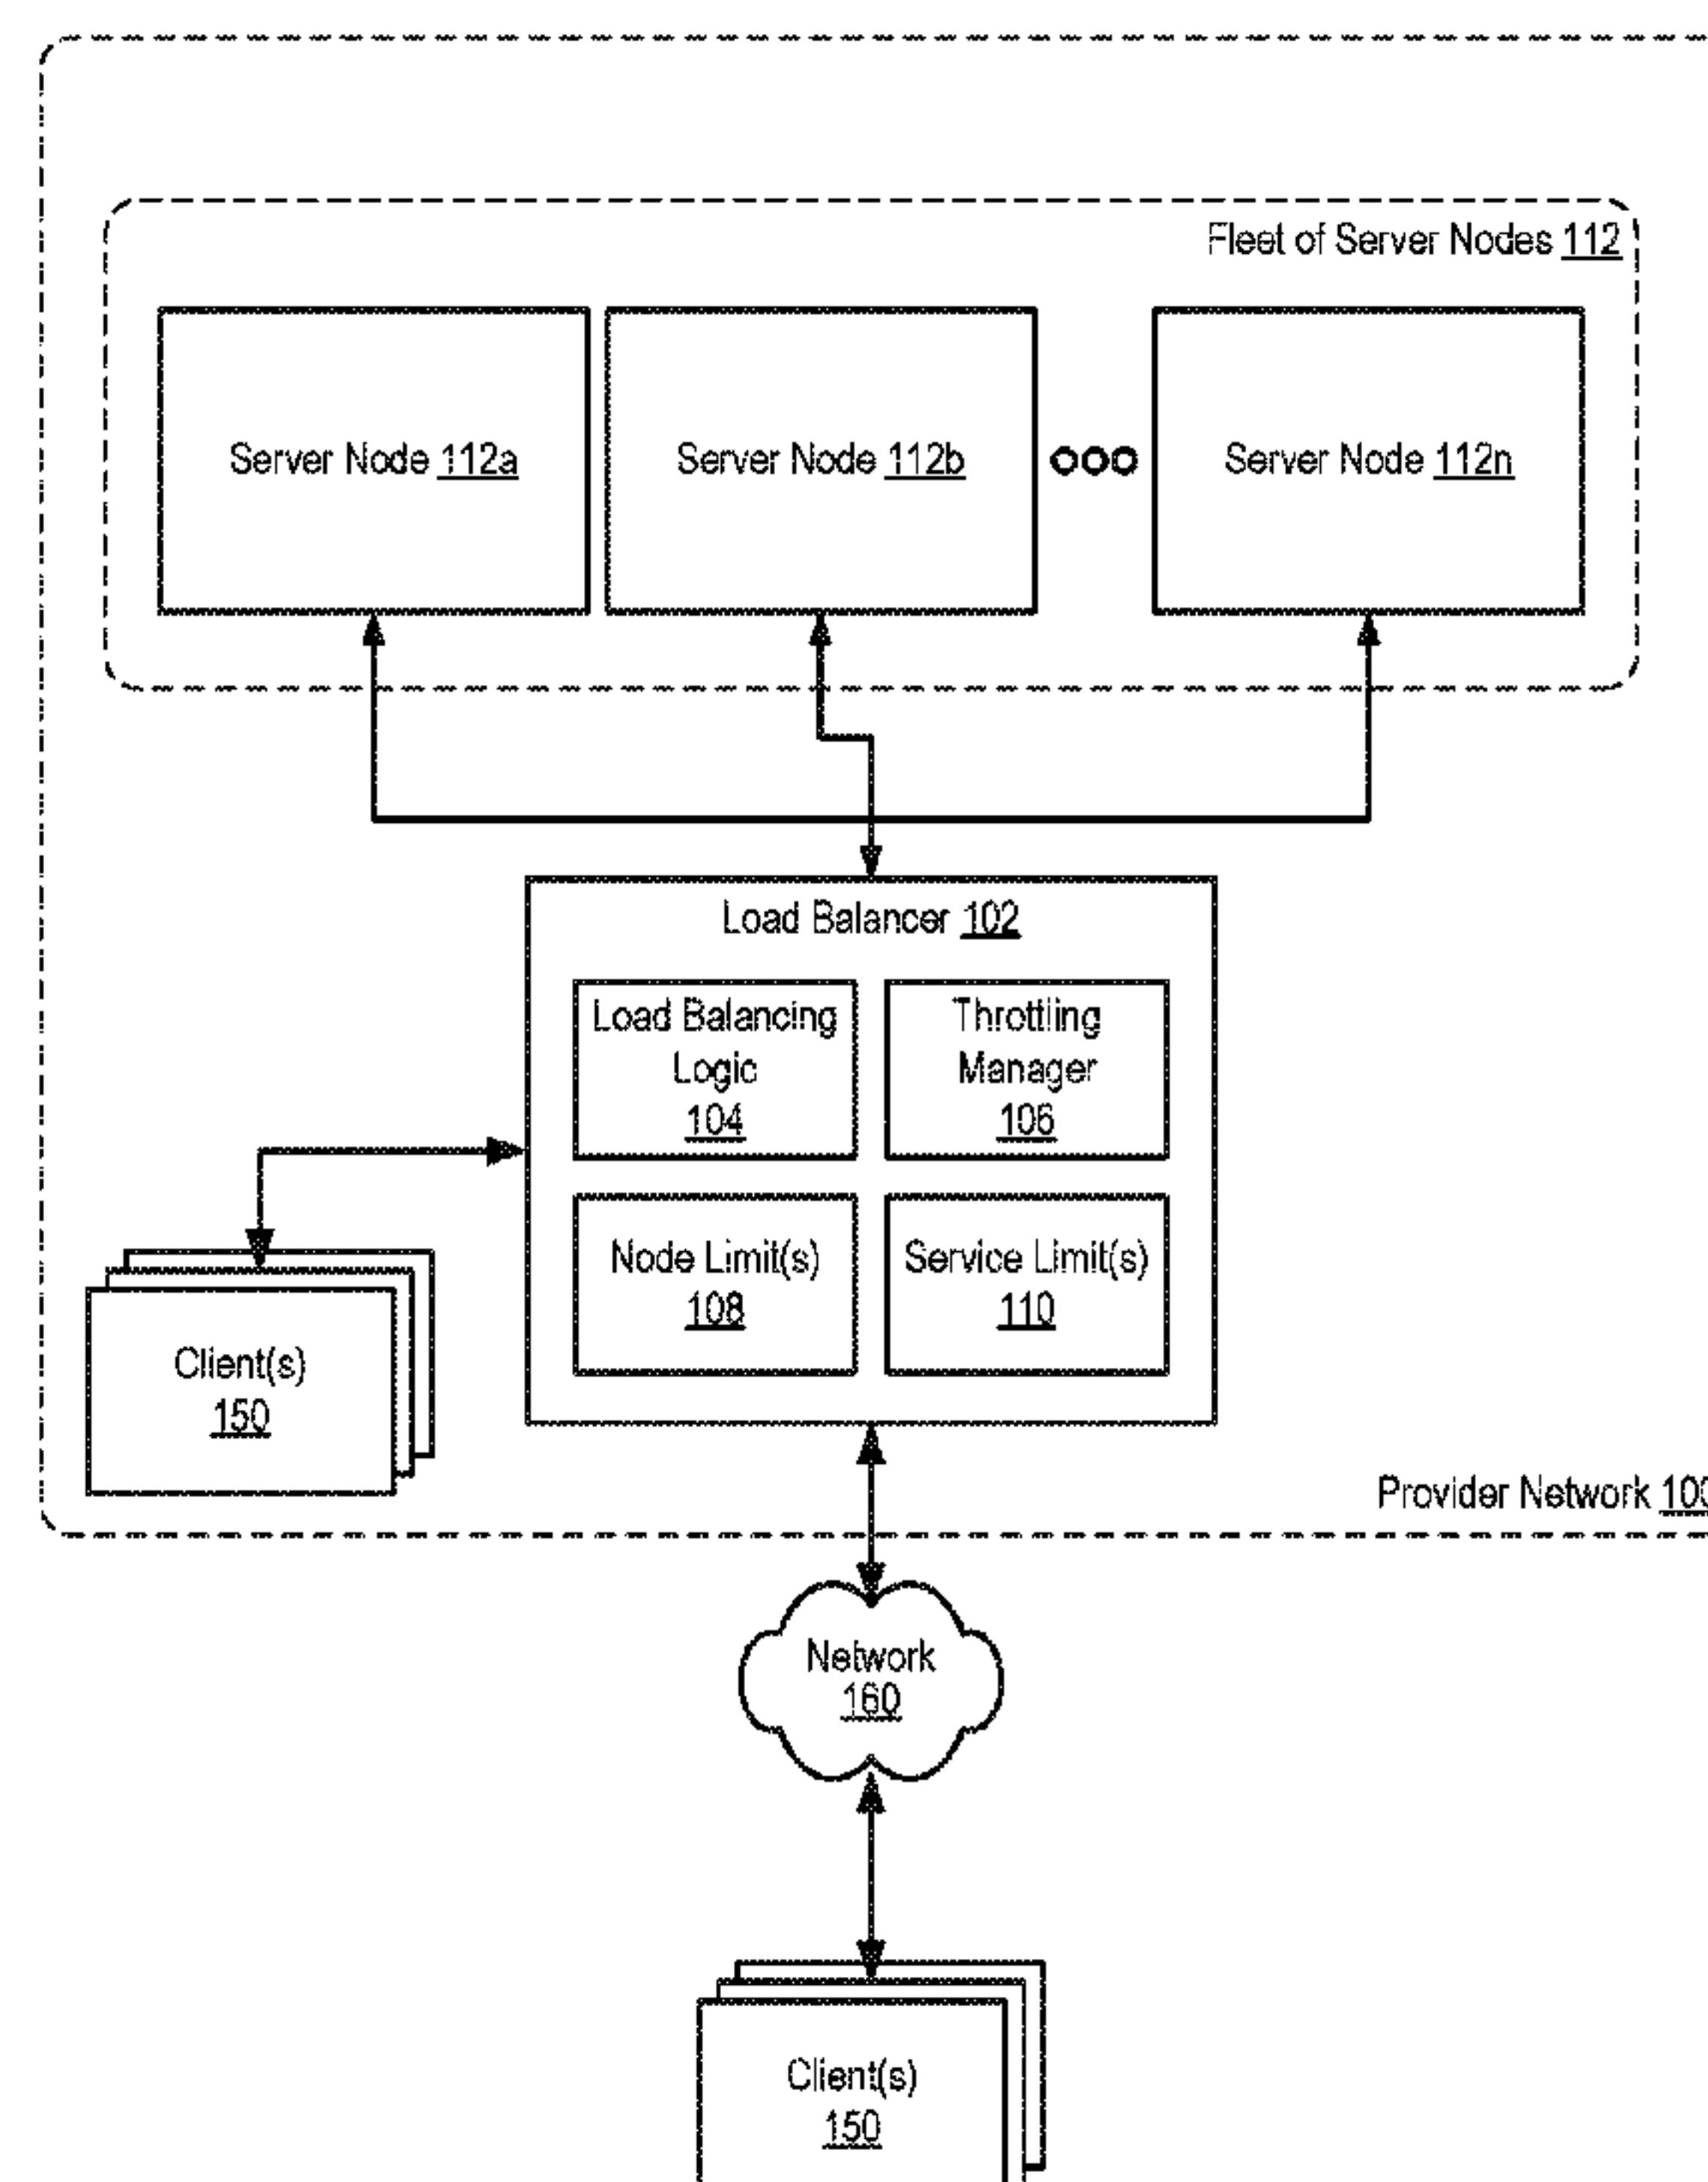 Fleet of Server Nodes 112
Server Node 112a
Server Node 112b
Server Node 112n
Load Balancer 102
Load Balancing
Logic
104
Throttling
Manager
106
Node Limit(s)
108
Service Limit(s)
110
Client(s)
150
Provider Network 100
Network
160
Client(s)
150